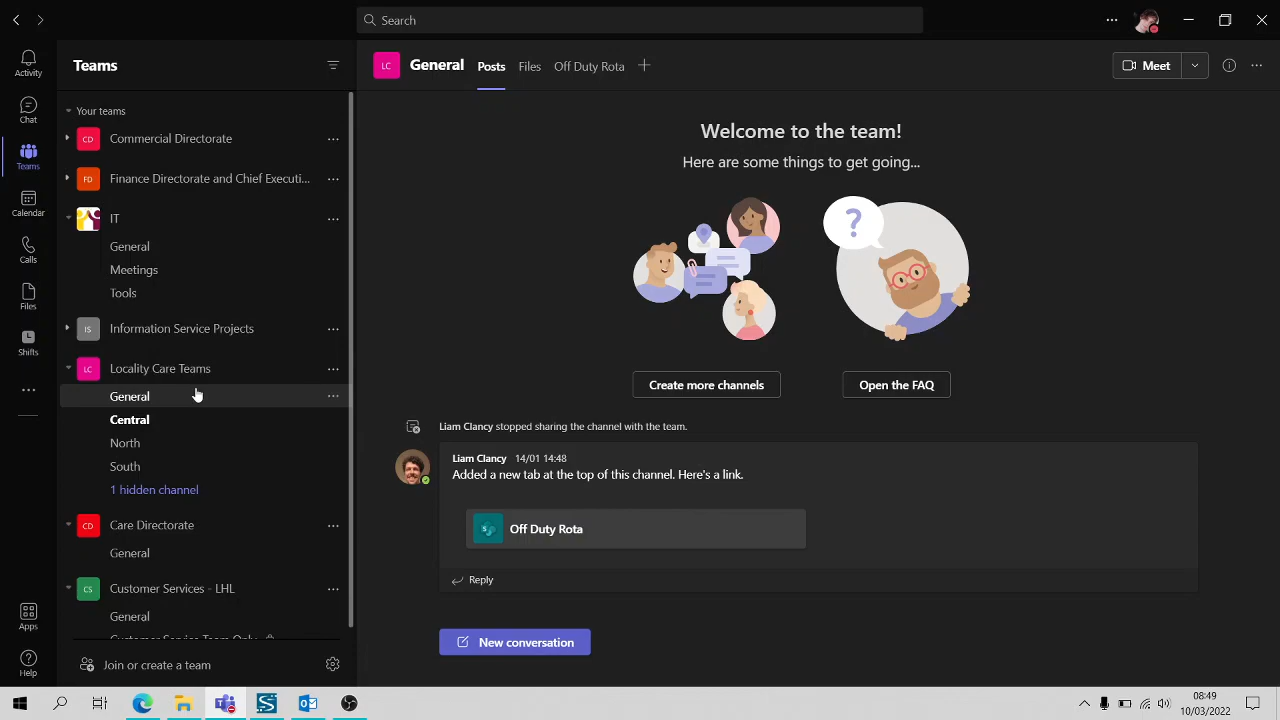 Search
Activity
Chat
Teams
Calendar
Calls
Files
Shifts
Apps
Help
Teams
Your teams
CD Commercial Directorate
FD Finance Directorate and Chief Executi...
IT
General
Meetings
Tools
IS Information Service Projects
LC Locality Care Teams
General
Central
North
South
1 hidden channel
CD Care Directorate
General
CS Customer Services - LHL
General
Customer Service Team Only
Join or create a team
LC General Posts Files Off Duty Rota
Meet
Welcome to the team!
Here are some things to get going...
?
Create more channels
Open the FAQ
Liam Clancy stopped sharing the channel with the team.
Liam Clancy 14/01 14:48
Added a new tab at the top of this channel. Here's a link.
S Off Duty Rota
Reply
New conversation
08:49
10/03/2022